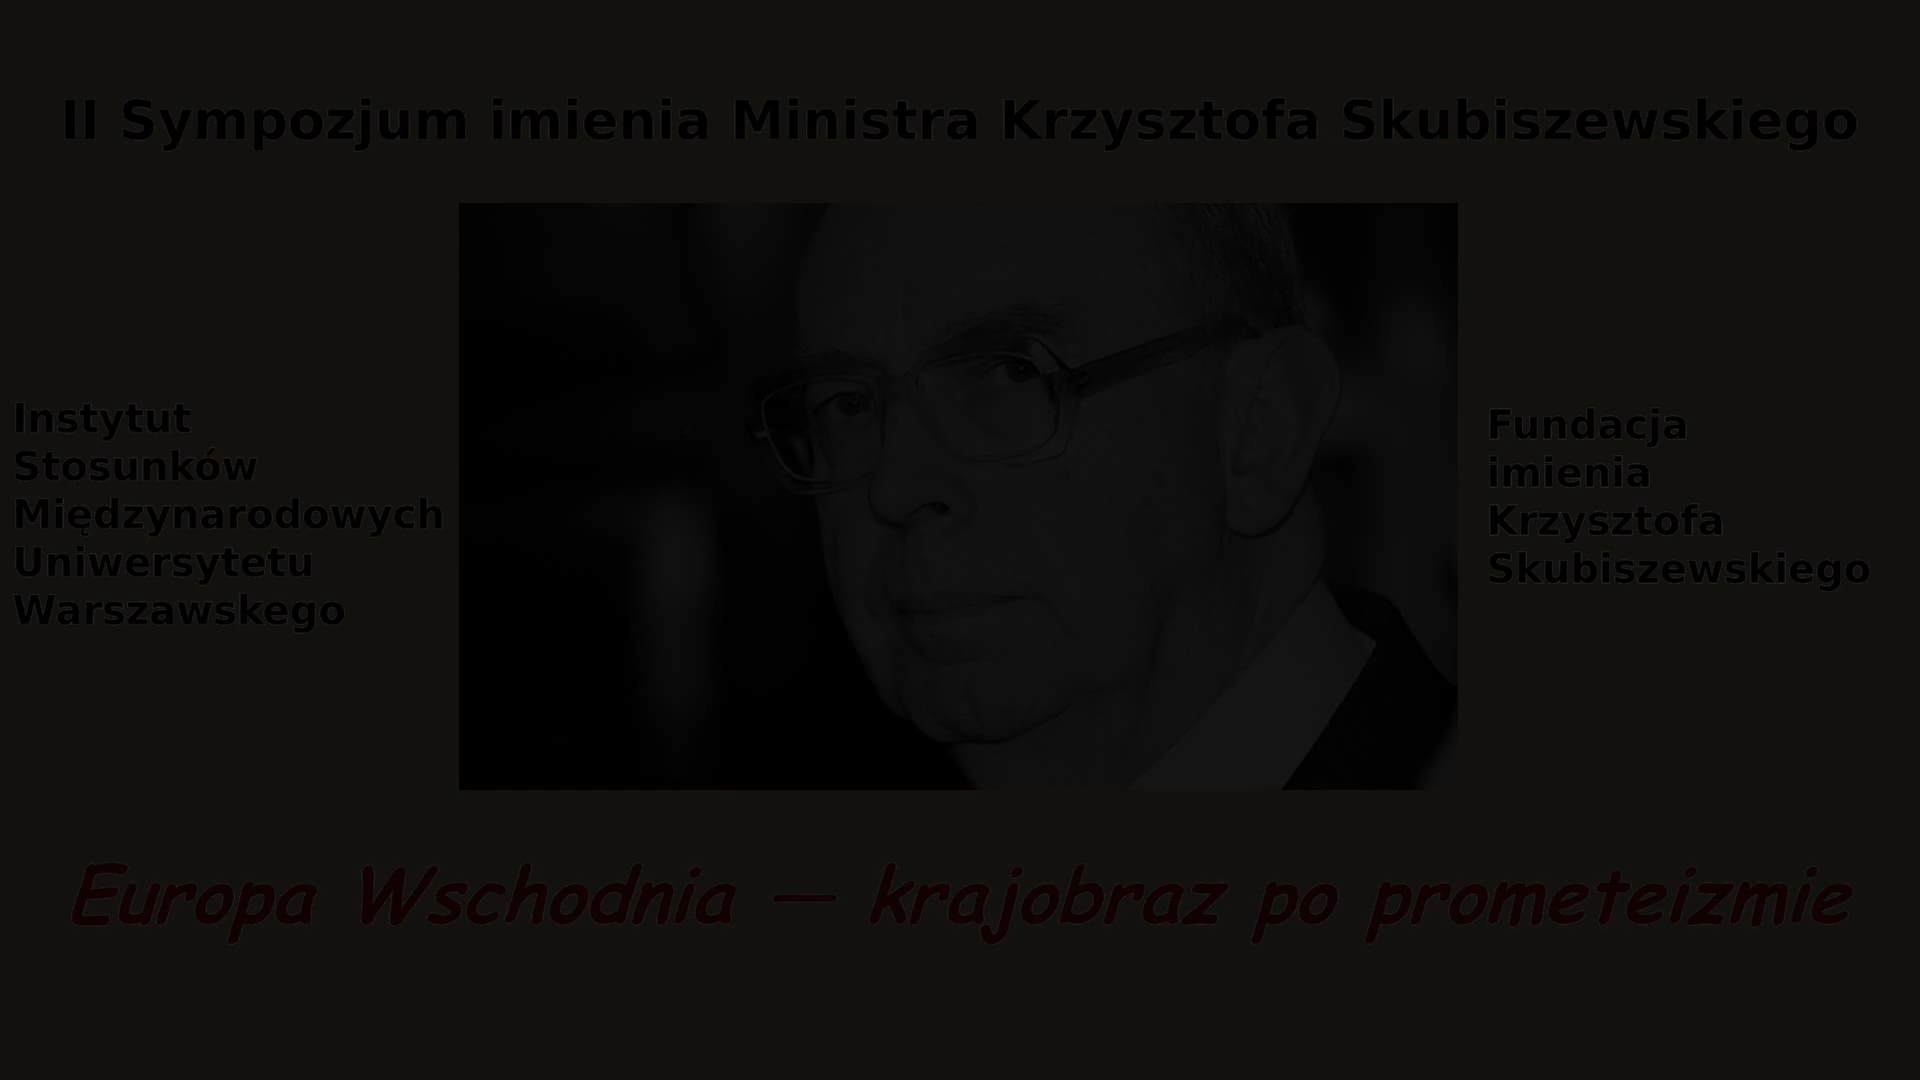 II Sympozjum imienia Ministra Krzysztofa Skubiszewskiego
Instytut
Stosunków
Międzynarodowych
Uniwersytetu
Warszawskego
Fundacja
imienia
Krzysztofa
Skubiszewskiego
Europa Wschodnia — krajobraz po prometeizmie